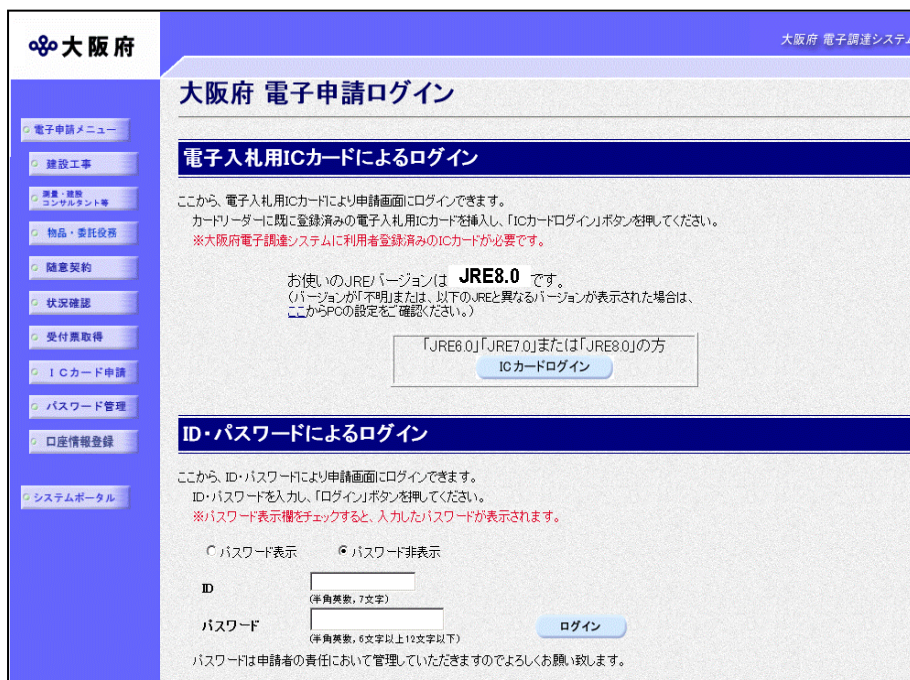 大阪府
大阪府 電子調達システム
電子申請メニュー
建設工事
測量・建設
コンサルタント等
物品・委託役務
随意契約
状況確認
受付票取得
ICカード申請
パスワード管理
口座情報登録
システムポータル
大阪府 電子申請ログイン
電子入札用ICカードによるログイン
ここから、電子入札用ICカードにより申請画面にログインできます。
カードリーダーに既に登録済みの電子入札用ICカードを挿入し、「ICカードログイン」ボタンを押してください。
※大阪府電子調達システムに利用者登録済みのICカードが必要です。
お使いのJREバージョンは JRE8.0 です。
(バージョンが「不明」または、以下のJREと異なるバージョンが表示された場合は、
ここからPCの設定をご確認ください。)
「JRE6.0」「JRE7.0」または「JRE8.0」の方
ICカードログイン
ID・パスワードによるログイン
ここから、ID・パスワードにより申請画面にログインできます。
ID・パスワードを入力し、「ログイン」ボタンを押してください。
※パスワード表示欄をチェックすると、入力したパスワードが表示されます。
パスワード表示 パスワード非表示
ID
(半角英数,7文字)
パスワード ログイン
(半角英数,6文字以上12文字以下)
パスワードは申請者の責任において管理していただきますのでよろしくお願い致します。